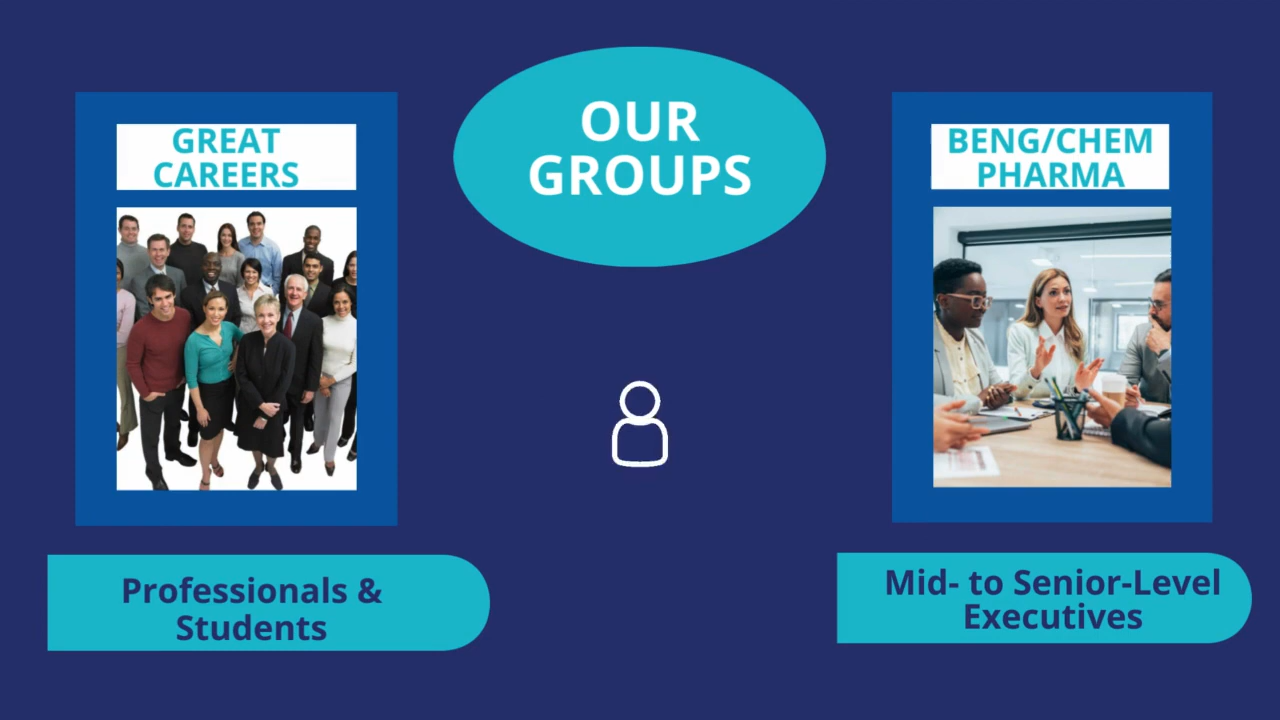 OUR
GROUPS
GREAT
CAREERS
Professionals &
Students
BENG/CHEM
PHARMA
Mid- to Senior-Level
Executives